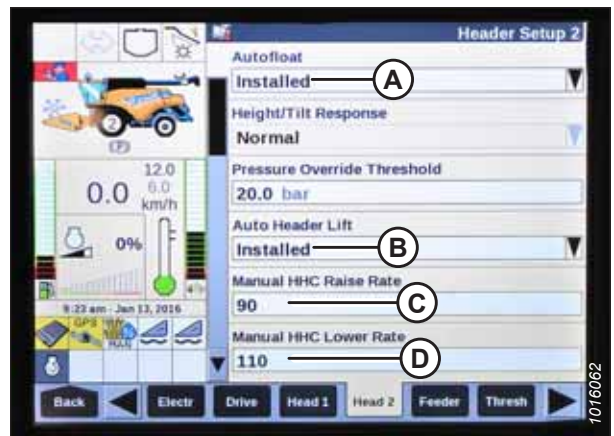 Header Setup 2
Autofloat
Installed
A
Height/Tilt Response
Normal
Pressure Override Threshold
20.0 bar
Auto Header Lift
Installed
B
Manual HHC Raise Rate
90
C
Manual HHC Lower Rate
110
D
(P)
12.0
0.0
6.0
km/h
0%
9:23 am - Jan 13, 2016
GPS
MAN
Back
Electr
Drive
Head 1
Head 2
Feeder
Thresh
1016062